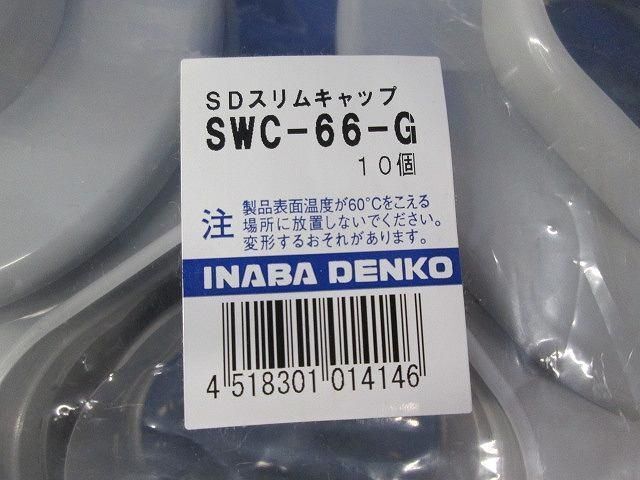 SDスリムキャップ
SWC-66-G
10個
注 製品表面温度が60℃をこえる
場所に放置しないでください。
変形するおそれがあります。
INABA DENKO
4 518301 014146